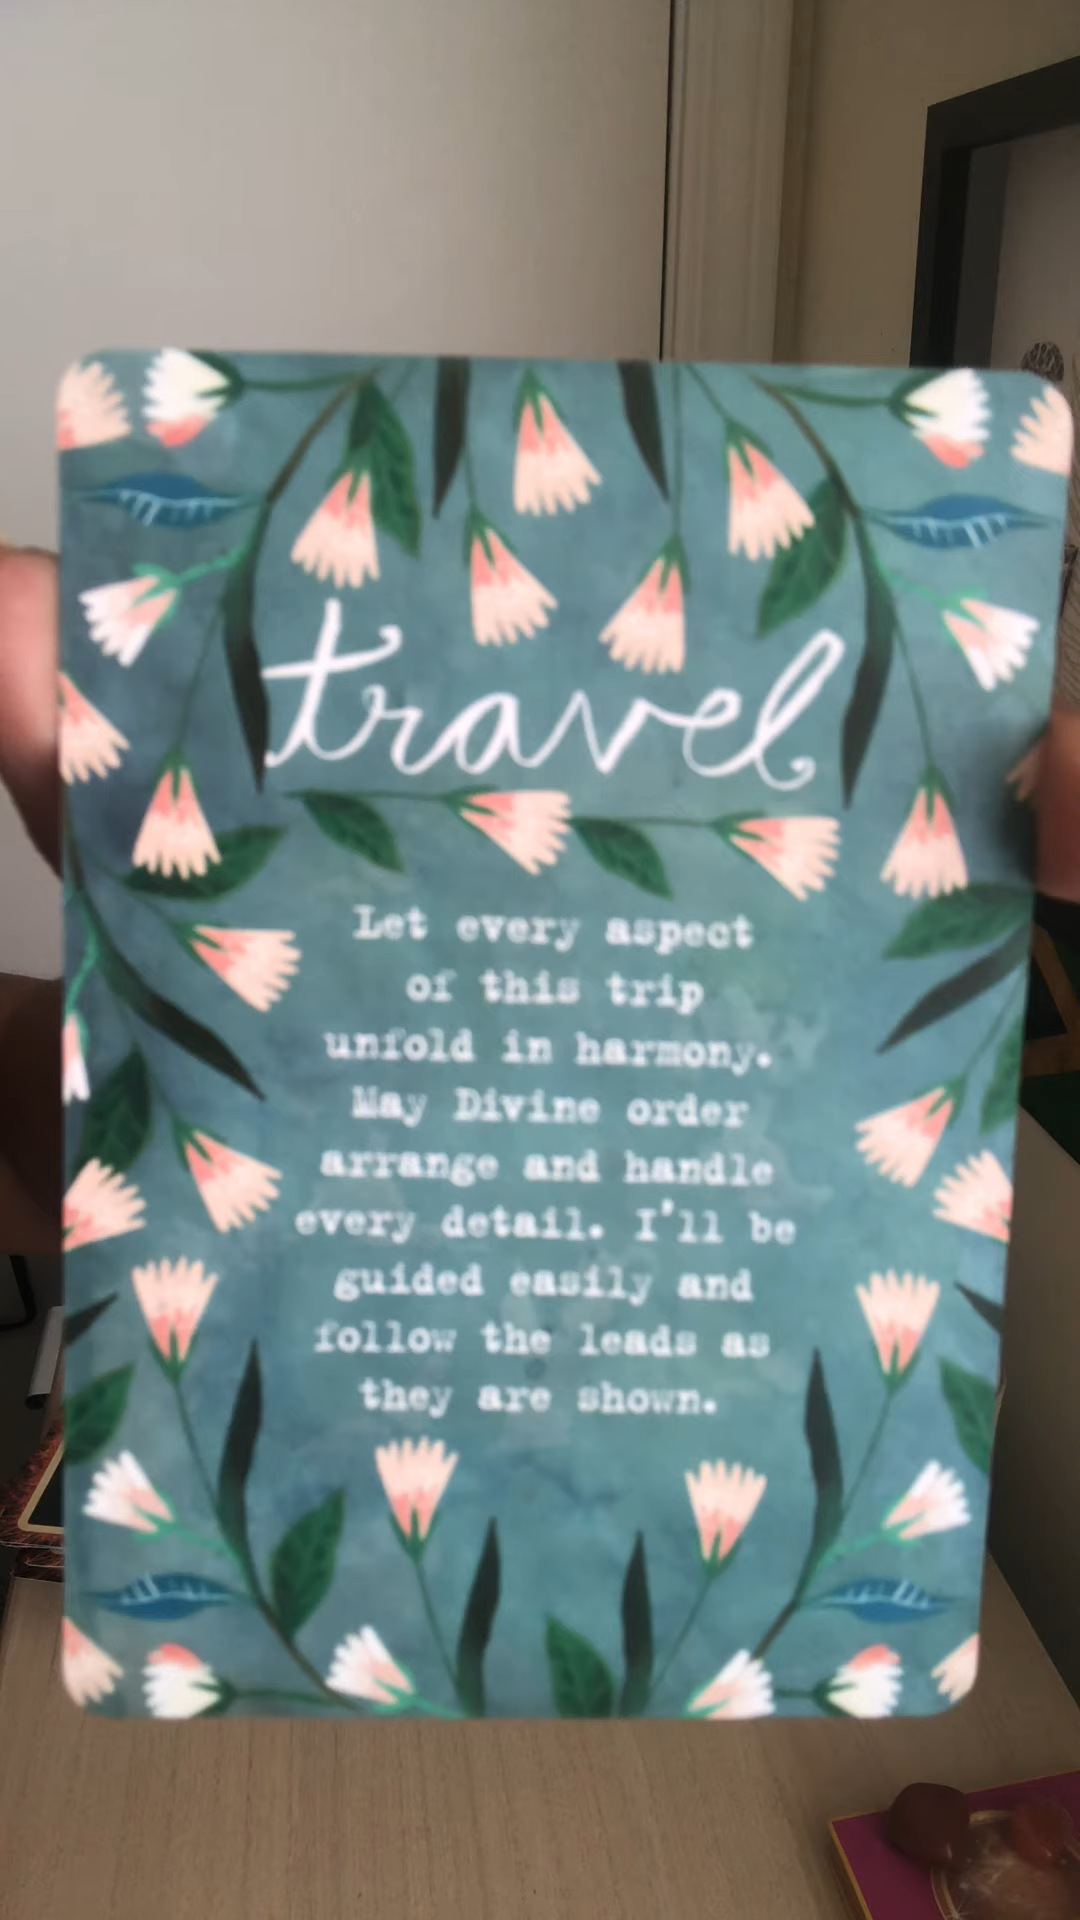 travel
Let every aspect
of this trip
unfold in harmony.
May Divine order
arrange and handle
every detail. I'll be
guided easily and
follow the leads as
they are shown.